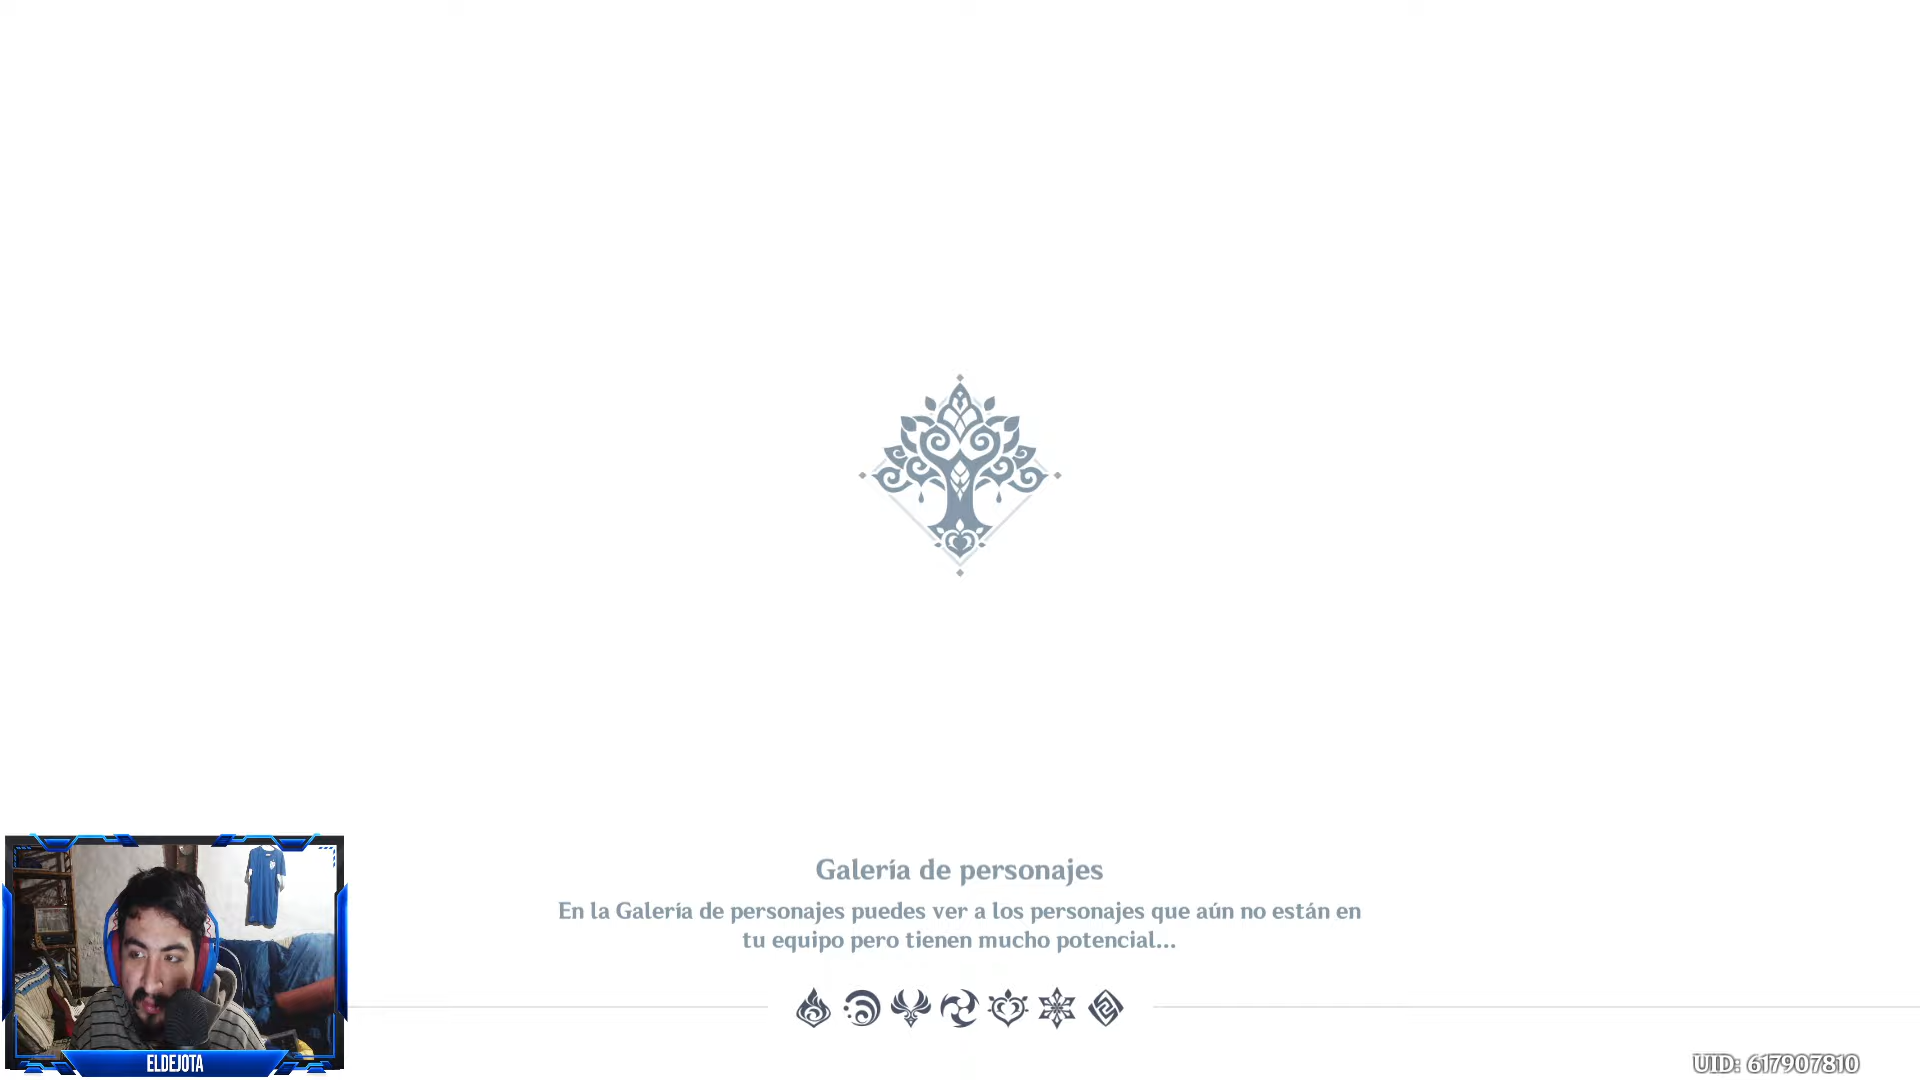 Galería de personajes
En la Galería de personajes puedes ver a los personajes que aún no están en
tu equipo pero tienen mucho potencial...
ELDEJOTA
UID: 617907810